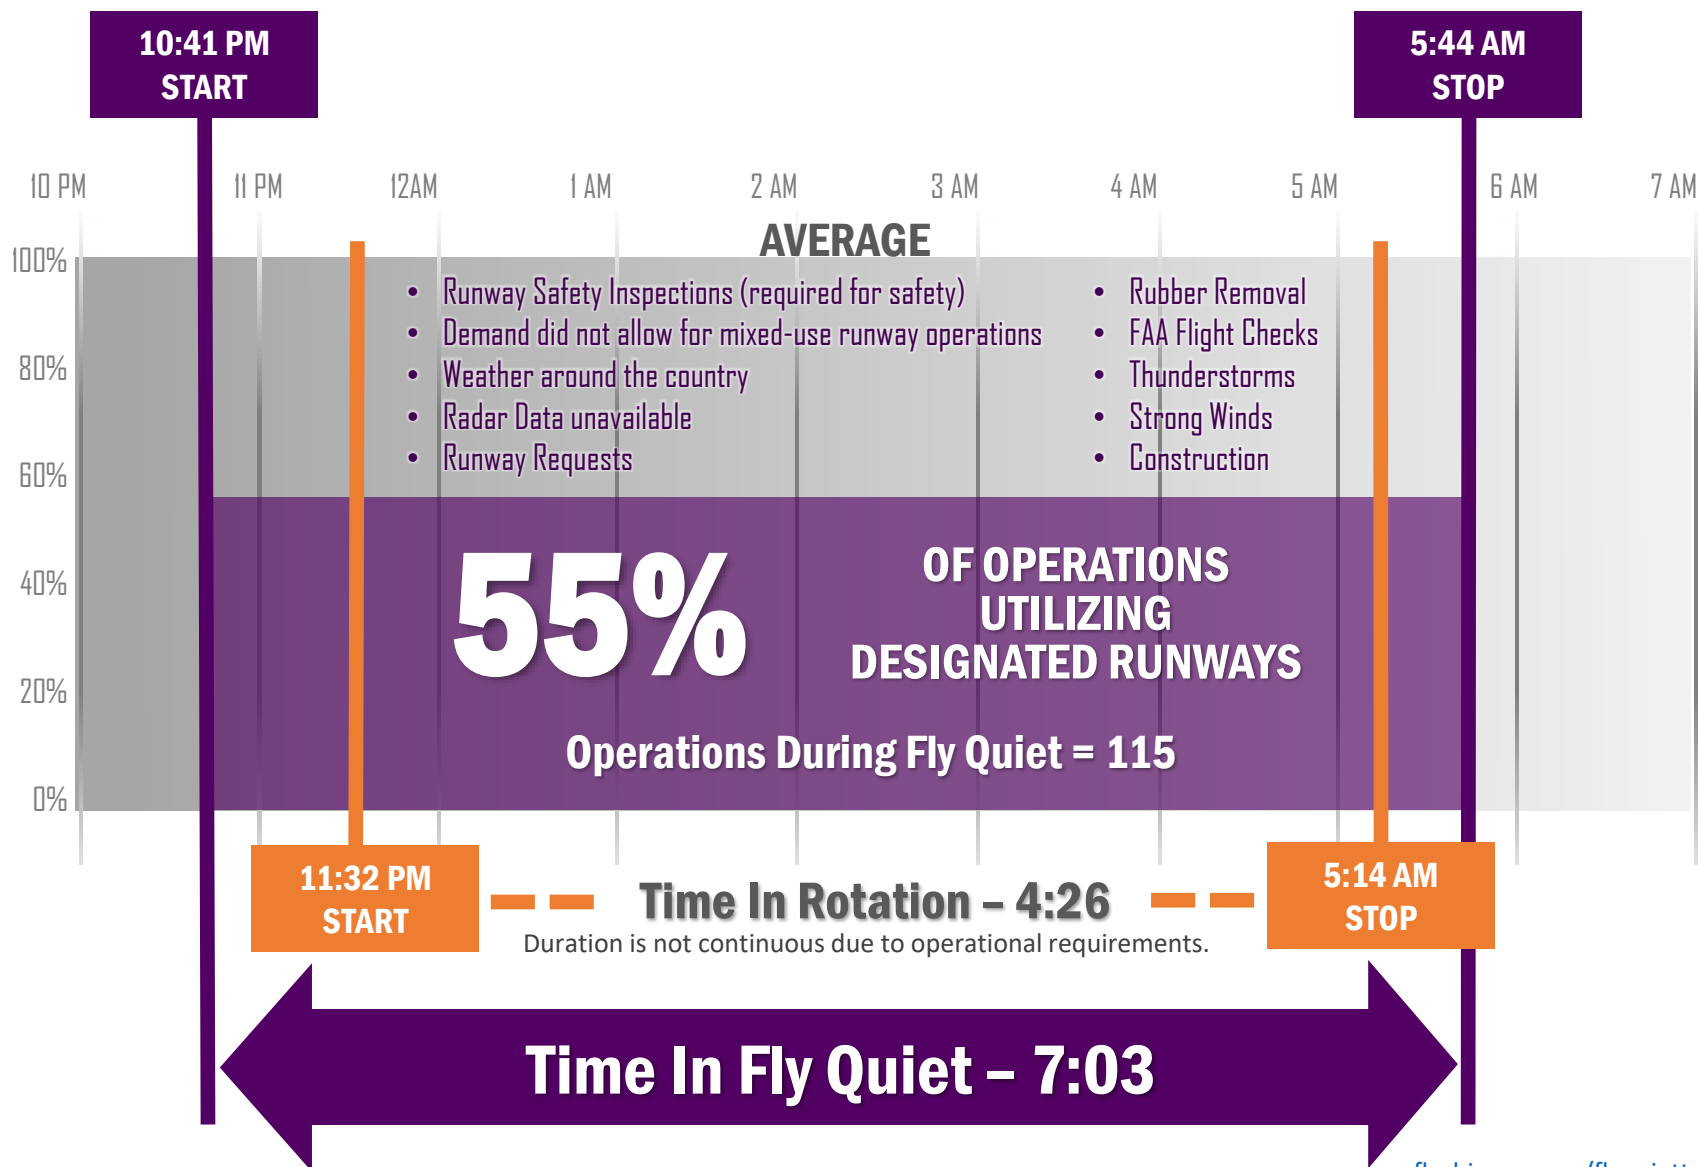 10:41 PM
START
5:44 AM
STOP
10 PM 11 PM 12AM 1 AM 2 AM 3 AM 4 AM 5 AM 6 AM 7 AM
AVERAGE
100%
80%
60%
40%
20%
0%
• Runway Safety Inspections (required for safety)
• Demand did not allow for mixed-use runway operations
• Weather around the country
• Radar Data unavailable
• Runway Requests
• Rubber Removal
• FAA Flight Checks
• Thunderstorms
• Strong Winds
• Construction
55%
OF OPERATIONS
UTILIZING
DESIGNATED RUNWAYS
Operations During Fly Quiet = 115
11:32 PM
START
Time In Rotation – 4:26
Duration is not continuous due to operational requirements.
5:14 AM
STOP
Time In Fly Quiet – 7:03